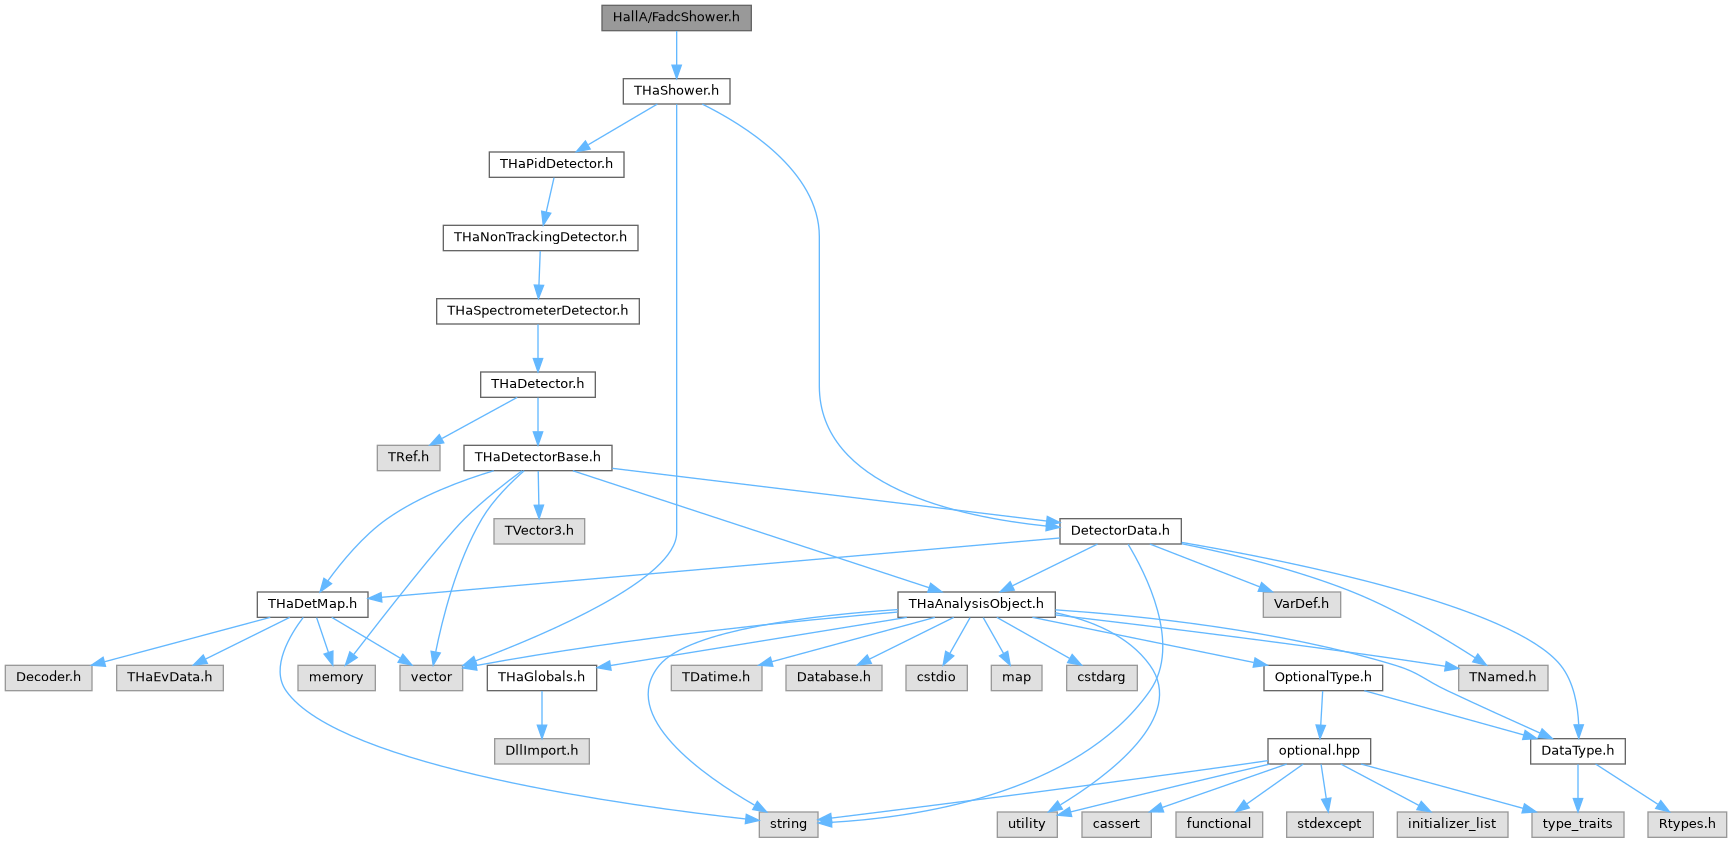 HallA/FadcShower.h
THaShower.h
THaPidDetector.h
THaNonTrackingDetector.h
THaSpectrometerDetector.h
THaDetector.h
TRef.h
THaDetectorBase.h
TVector3.h
DetectorData.h
THaDetMap.h
THaAnalysisObject.h
VarDef.h
Decoder.h
THaEvData.h
memory
vector
THaGlobals.h
TDatime.h
Database.h
cstdio
map
cstdarg
OptionalType.h
TNamed.h
DllImport.h
optional.hpp
DataType.h
string
utility
cassert
functional
stdexcept
initializer_list
type_traits
Rtypes.h